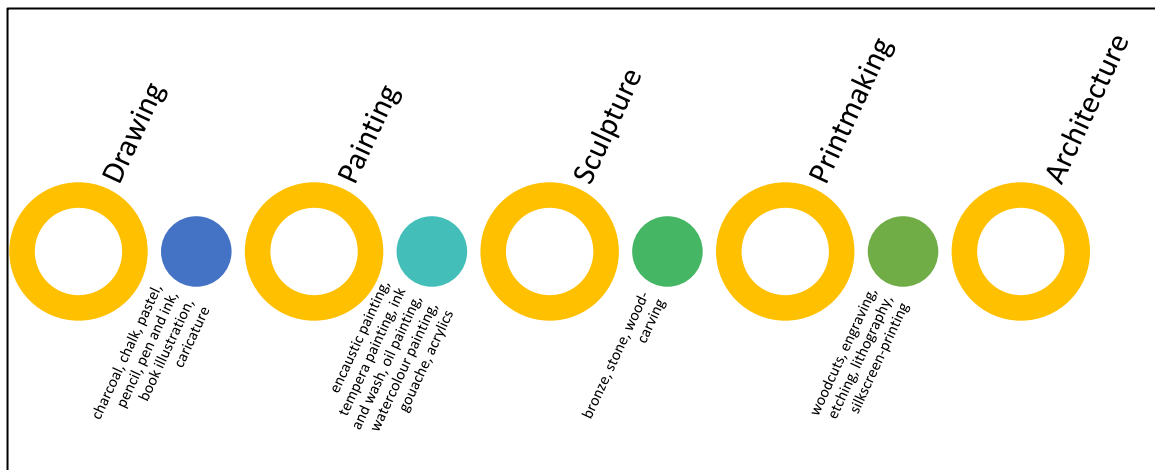 Drawing
charcoal, chalk, pastel,
pencil, pen and ink,
book illustration,
caricature
Painting
encaustic painting,
tempera painting, ink
and wash, oil painting,
watercolour painting,
gouache, acrylics
Sculpture
bronze, stone, wood-
carving
Printmaking
woodcuts, engraving,
etching, lithography,
silkscreen-printing
Architecture